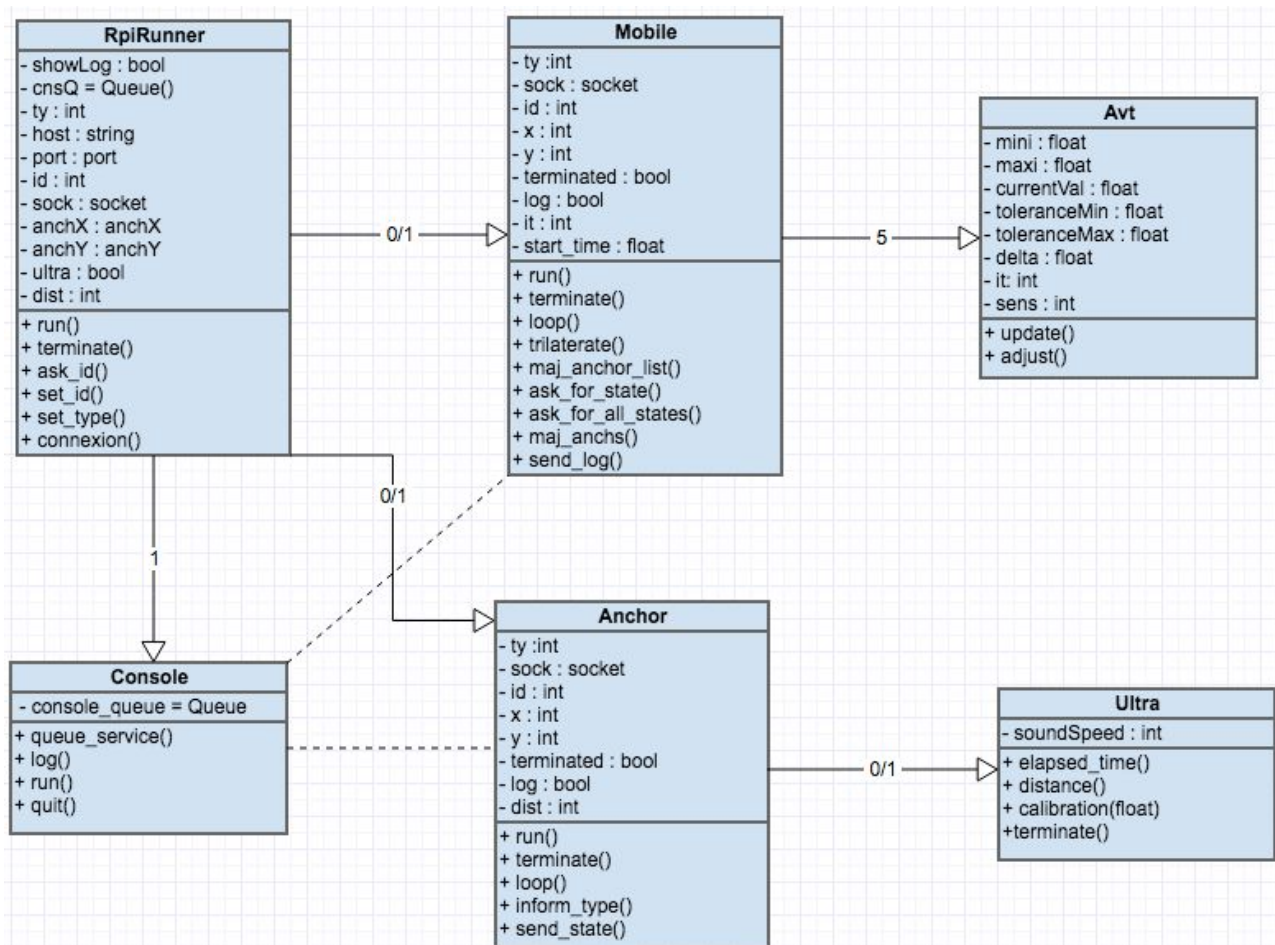 RpiRunner
- showLog : bool
- cnsQ = Queue()
- ty : int
- host : string
- port : port
- id : int
- sock : socket
- anchX : anchX
- anchY : anchY
- ultra : bool
- dist : int
+ run()
+ terminate()
+ ask_id()
+ set_id()
+ set_type()
+ connexion()
0/1
Mobile
- ty :int
- sock : socket
- id : int
- x : int
- y : int
- terminated : bool
- log : bool
- it : int
- start_time : float
+ run()
+ terminate()
+ loop()
+ trilaterate()
+ maj_anchor_list()
+ ask_for_state()
+ ask_for_all_states()
+ maj_anchs()
+ send_log()
5
Avt
- mini : float
- maxi : float
- currentVal : float
- toleranceMin : float
- toleranceMax : float
- delta : float
- it: int
- sens : int
+ update()
+ adjust()
0/1
1
Console
- console_queue = Queue
+ queue_service()
+ log()
+ run()
+ quit()
Anchor
- ty :int
- sock : socket
- id : int
- x : int
- y : int
- terminated : bool
- log : bool
- dist : int
+ run()
+ terminate()
+ loop()
+ inform_type()
+ send_state()
0/1
Ultra
- soundSpeed : int
+ elapsed_time()
+ distance()
+ calibration(float)
+terminate()